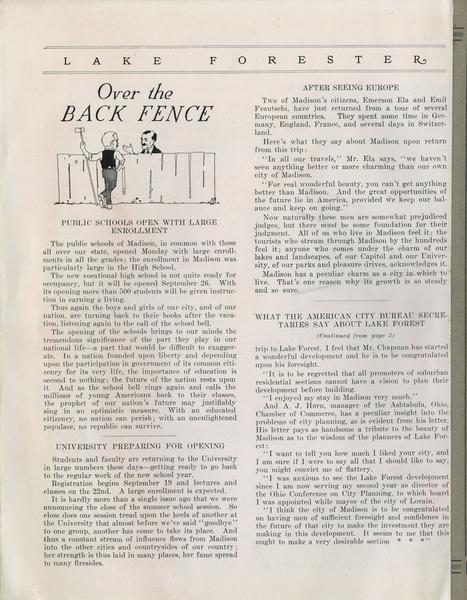 LAKE FORESTER
Over the
BACK FENCE
PUBLIC SCHOOLS OPEN WITH LARGE
ENROLLMENT
The public schools of Madison, in common with those
all over our state, opened Monday with large enroll-
ments in all the grades; the enrollment in Madison was
particularly large in the High School.
The new vocational high school is not quite ready for
occupancy, but it will be opened September 26. With
its opening more than 500 students will be given instruc-
tion in earning a living.
Thus again the boys and girls of our city, and of our
nation, are turning back to their books after the vaca-
tion, listening again to the call of the school bell.
The opening of the schools brings to our minds the
tremendous significance of the part they play in our
national life—a part that would be difficult to exagger-
ate. In a nation founded upon liberty and depending
upon the participation in government of its common citi-
zenry for its very life, the importance of education is
second to nothing; the future of the nation rests upon
it. And as the school bell rings again and calls the
millions of young Americans back to their classes,
the prophet of our nation's future may justifiably
sing in an optimistic measure. With an educated
citizenry, no nation can perish; with an unenlightened
populace, no republic can survive.
UNIVERSITY PREPARING FOR OPENING
Students and faculty are returning to the University
in large numbers these days—getting ready to go back
to the regular work of the new school year.
Registration begins September 19 and lectures and
classes on the 22nd. A large enrollment is expected.
It is hardly more than a single issue ago that we were
announcing the close of the summer school session. So
close does one session tread upon the heels of another at
the University that almost before we've said "goodbye"
to one group, another has come to take its place. And
thus a constant stream of influence flows from Madison
into the other cities and countrysides of our country;
her strength is thus laid in many places, her fame spread
to many firesides.
AFTER SEEING EUROPE
Two of Madison's citizens, Emerson Ela and Emil
Frautschi, have just returned from a tour of several
European countries. They spent some time in Ger-
many, England, France, and several days in Switzer-
land.
Here's what they say about Madison upon return
from this trip:
"In all our travels," Mr. Ela says, "we haven't
seen anything better or more charming than our own
city of Madison.
"For real wonderful beauty, you can't get anything
better than Madison. And the great opportunities of
the future lie in America, provided we keep our bal-
ance and keep on going."
Now naturally these men are somewhat prejudiced
judges, but there must be some foundation for their
judgment. All of us who live in Madison feel it; the
tourists who stream through Madison by the hundreds
feel it; anyone who comes under the charm of our
lakes and landscapes, of our Capitol and our Univer-
sity, of our parks and pleasure drives, acknowledges it.
Madison has a peculiar charm as a city in which to
live. That's one reason why its growth is so steady
and so sure.
WHAT THE AMERICAN CITY BUREAU SECRE-
TARIES SAY ABOUT LAKE FOREST
(Continued from page 3)
trip to Lake Forest. I feel that Mr. Chapman has started
a wonderful development and he is to be congratulated
upon his foresight.
"It is to be regretted that all promoters of suburban
residential sections cannot have a vision to plan their
development before building.
"I enjoyed my stay in Madison very much."
And A. J. Horn, manager of the Ashtabula, Ohio,
Chamber of Commerce, has a peculiar insight into the
problems of city planning, as is evident from his letter.
His letter pays as handsome a tribute to the beauty of
Madison as to the wisdom of the planners of Lake For-
est:
"I want to tell you how much I liked your city, and
I am sure if I were to say all that I should like to say,
you might convict me of flattery.
"I was anxious to see the Lake Forest development
since I am now serving my second year as director of
the Ohio Conference on City Planning, to which board
I was appointed while mayor of the city of Lorain.
"I think the city of Madison is to be congratulated
on having men of sufficient foresight and confidence in
the future of that city to make the investment they are
making in this development. It seems to me that this
ought to make a very desirable section * * *"